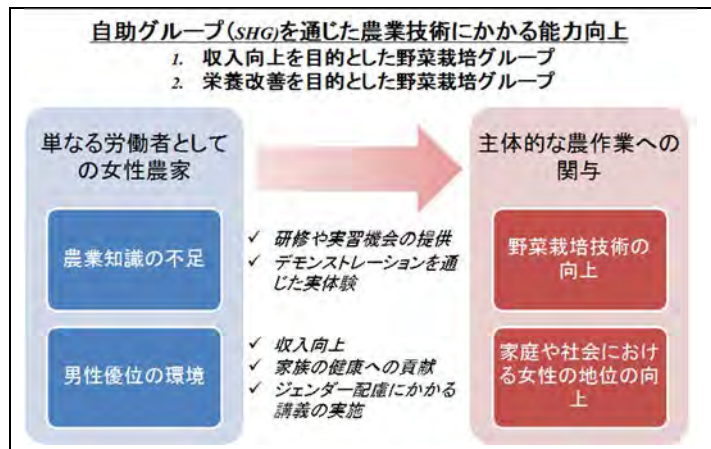 自助グループ(SHG)を通じた農業技術にかかる能力向上
1. 収入向上を目的とした野菜栽培グループ
2. 栄養改善を目的とした野菜栽培グループ
単なる労働者として
の女性農家
農業知識の不足
男性優位の環境
✓ 研修や実習機会の提供
✓ デモンストレーションを通
じた実体験
✓ 収入向上
✓ 家族の健康への貢献
✓ ジェンダー配慮にかかる
講義の実施
主体的な農作業への
関与
野菜栽培技術の
向上
家庭や社会におけ
る女性の地位の向
上